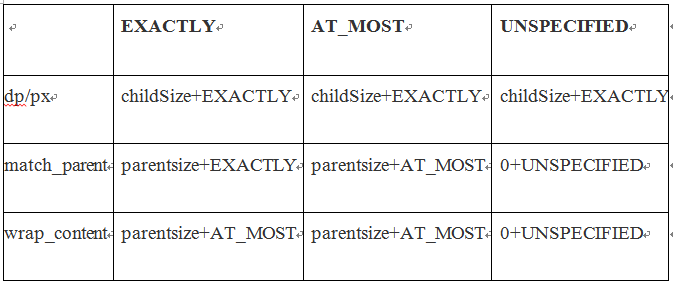 EXACTLY AT_MOST UNSPECIFIED
dp/px childSize+EXACTLY childSize+EXACTLY childSize+EXACTLY
match_parent parentsize+EXACTLY parentsize+AT_MOST 0+UNSPECIFIED
wrap_content parentsize+AT_MOST parentsize+AT_MOST 0+UNSPECIFIED